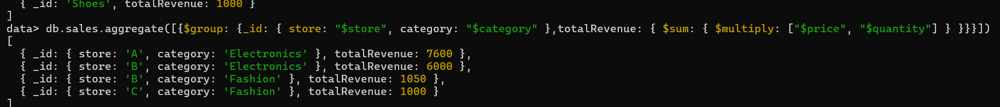 { _id: 'Shoes', totalRevenue: 1000 }
]
data> db.sales.aggregate([{$group: {_id: { store: "$store", category: "$category" },totalRevenue: { $sum: { $multiply: ["$price", "$quantity"] } }}}])
[
  { _id: { store: 'A', category: 'Electronics' }, totalRevenue: 7600 },
  { _id: { store: 'B', category: 'Electronics' }, totalRevenue: 6000 },
  { _id: { store: 'B', category: 'Fashion' }, totalRevenue: 1050 },
  { _id: { store: 'C', category: 'Fashion' }, totalRevenue: 1000 }
]